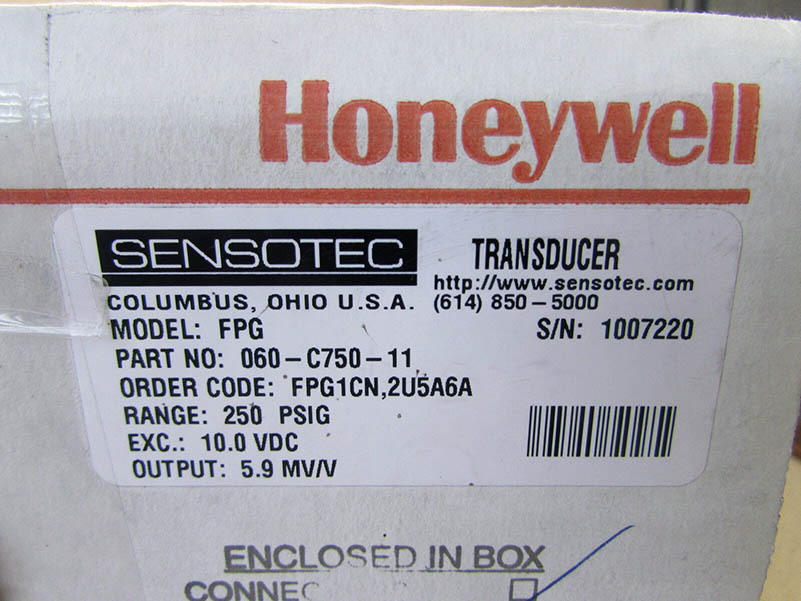 Honeywell
SENSOTEC TRANSDUCER
http://www.sensotec.com
COLUMBUS, OHIO U.S.A. (614) 850-5000
MODEL: FPG S/N: 1007220
PART NO: 060-C750-11
ORDER CODE: FPG1CN,2U5A6A
RANGE: 250 PSIG
EXC.: 10.0 VDC
OUTPUT: 5.9 MV/V
ENCLOSED IN BOX